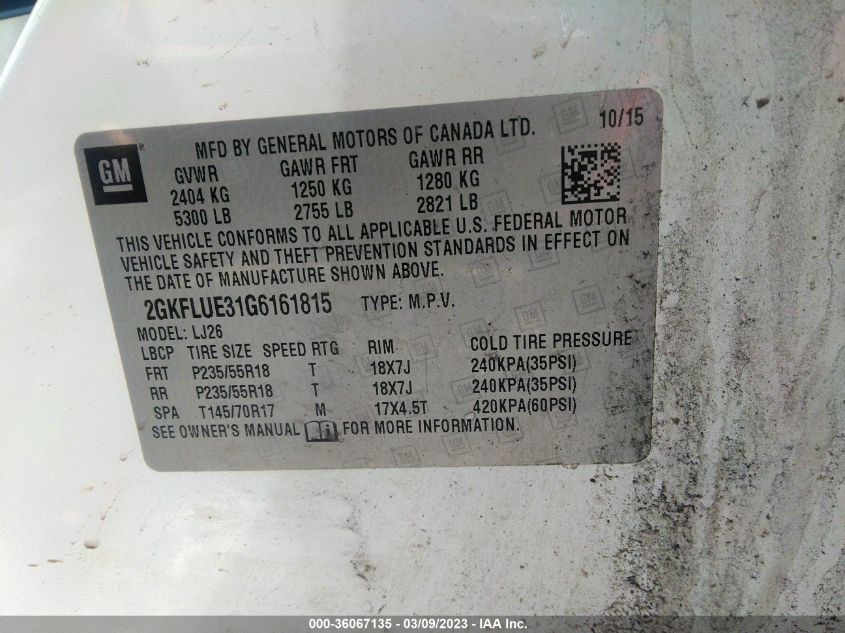 GM
MFD BY GENERAL MOTORS OF CANADA LTD. 10/15
GVWR GAWR FRT GAWR RR
2404 KG 1250 KG 1280 KG
5300 LB 2755 LB 2821 LB
THIS VEHICLE CONFORMS TO ALL APPLICABLE U.S. FEDERAL MOTOR
VEHICLE SAFETY AND THEFT PREVENTION STANDARDS IN EFFECT ON
THE DATE OF MANUFACTURE SHOWN ABOVE.
2GKFLUE31G6161815 TYPE: M.P.V.
MODEL: LJ26
LBCP TIRE SIZE SPEED RTG RIM COLD TIRE PRESSURE
FRT P235/55R18 T 18X7J 240KPA(35PSI)
RR P235/55R18 T 18X7J 240KPA(35PSI)
SPA T145/70R17 M 17X4.5T 420KPA(60PSI)
SEE OWNER'S MANUAL FOR MORE INFORMATION.
000-36067135 - 03/09/2023 - IAA Inc.